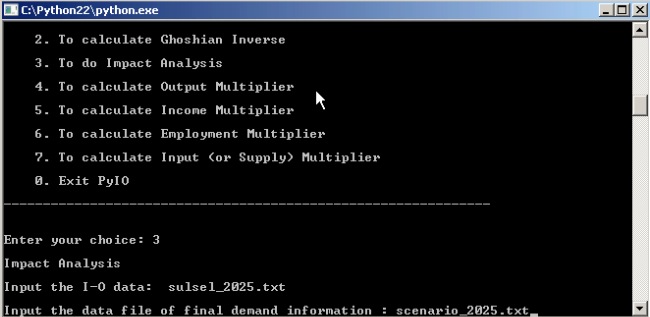 C:\Python22\python.exe
2. To calculate Ghoshian Inverse
3. To do Impact Analysis
4. To calculate Output Multiplier
5. To calculate Income Multiplier
6. To calculate Employment Multiplier
7. To calculate Input (or Supply) Multiplier
0. Exit PyIO
--------------------------------------------------------------
Enter your choice: 3
Impact Analysis
Input the I-O data:  sulsel_2025.txt
Input the data file of final demand information : scenario_2025.txt_